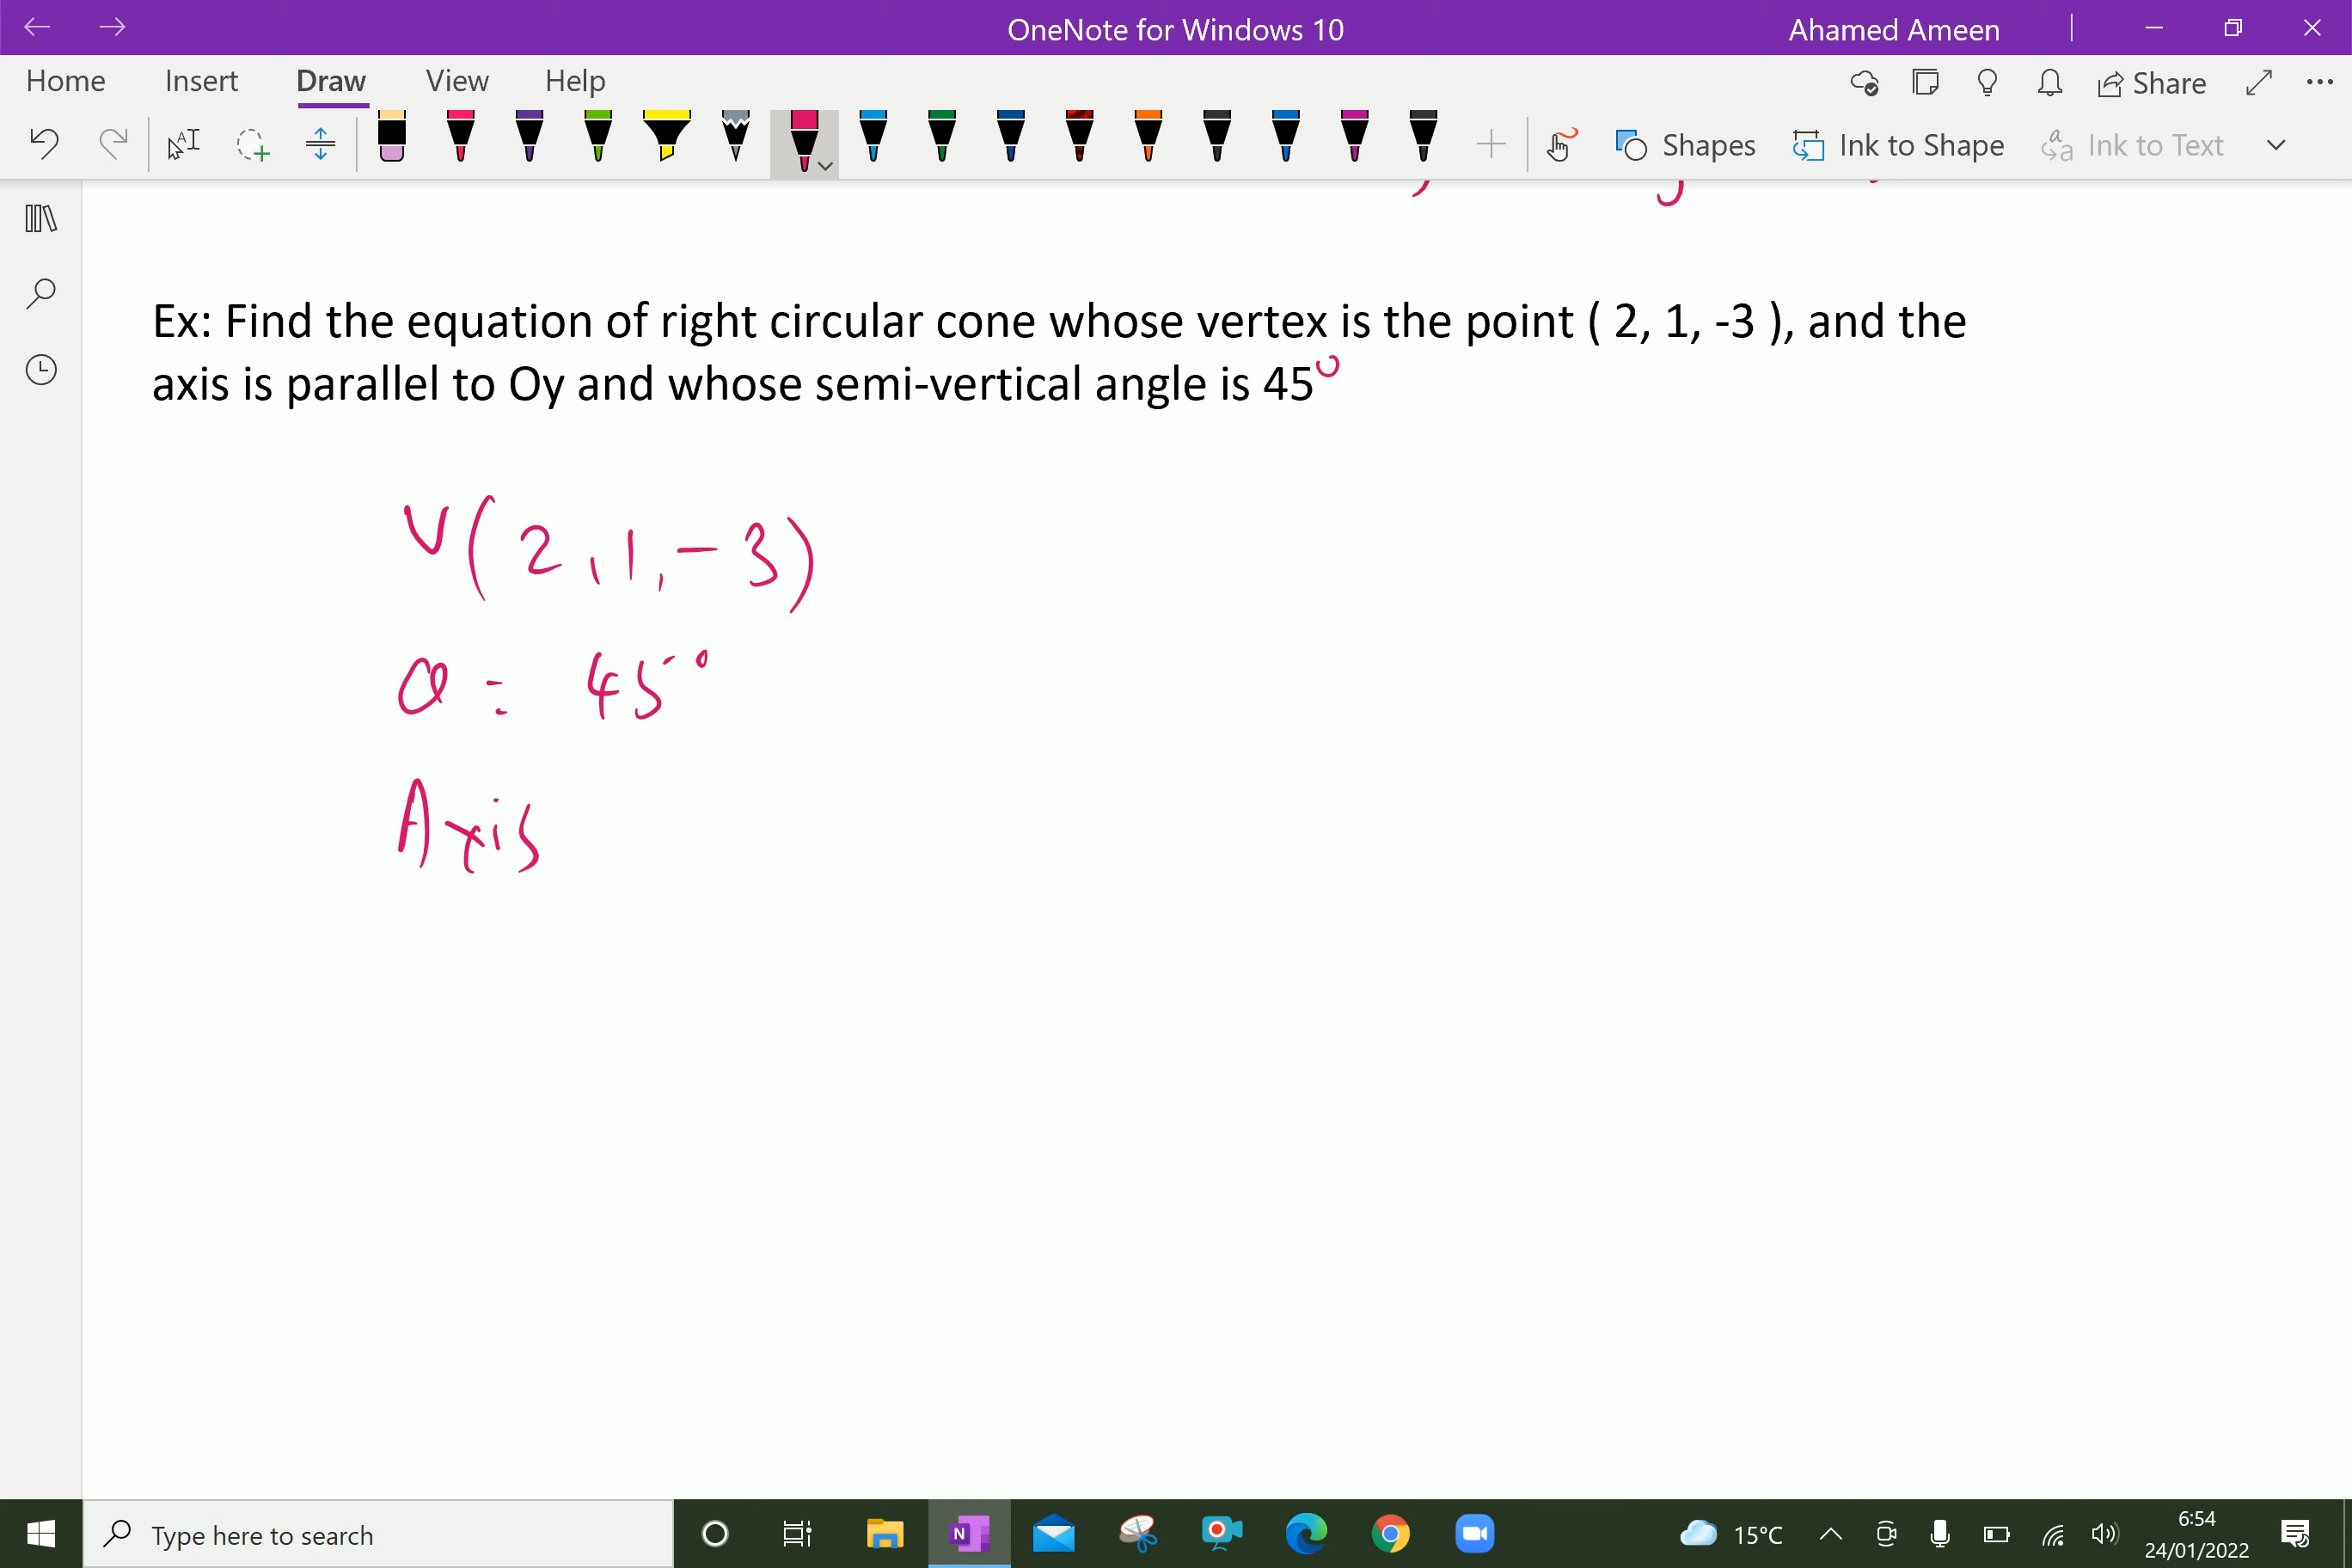 OneNote for Windows 10
Ahamed Ameen
Home Insert Draw View Help
Share
Shapes
Ink to Shape
Ink to Text
Ex: Find the equation of right circular cone whose vertex is the point ( 2, 1, -3 ), and the
axis is parallel to Oy and whose semi-vertical angle is 45°
V(2,1,-3)
= 45°
Axis
Type here to search
15°C
6:54
24/01/2022